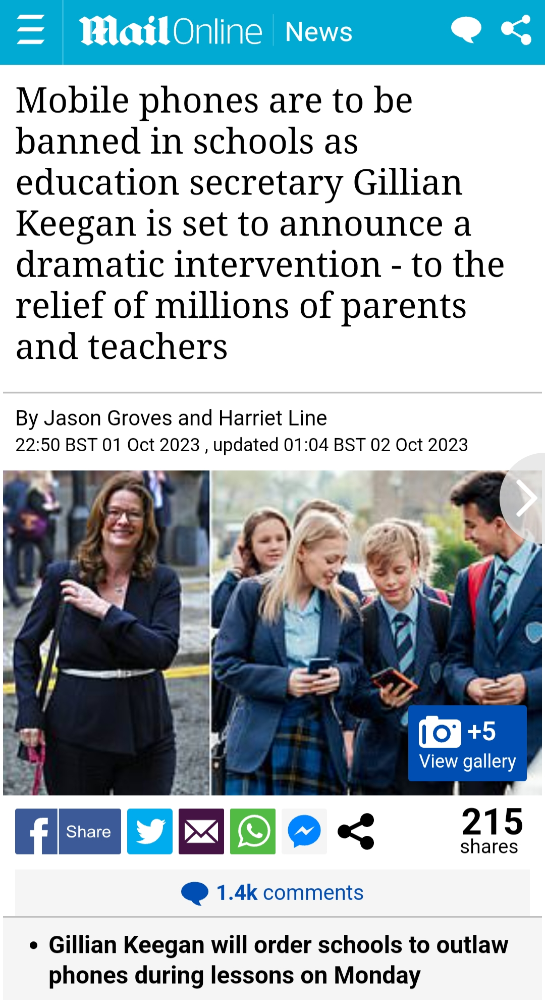 Mail Online News
Mobile phones are to be
banned in schools as
education secretary Gillian
Keegan is set to announce a
dramatic intervention - to the
relief of millions of parents
and teachers
By Jason Groves and Harriet Line
22:50 BST 01 Oct 2023 , updated 01:04 BST 02 Oct 2023
+5
View gallery
f Share
215
shares
1.4k comments
• Gillian Keegan will order schools to outlaw
phones during lessons on Monday